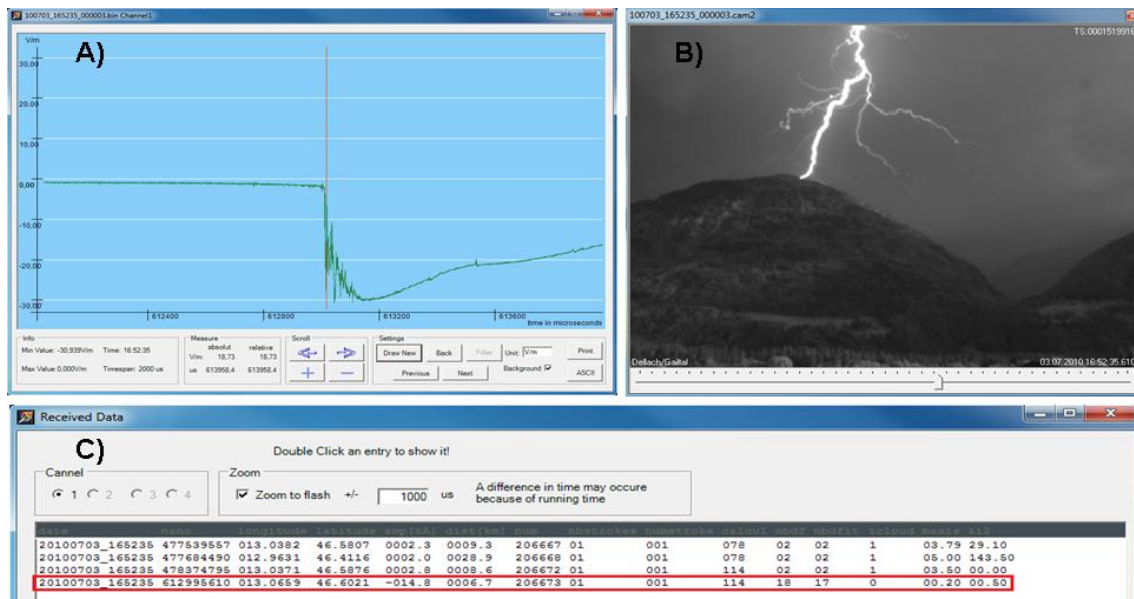 100703_165235_000003.bin Channel1
V/m
A)
30,00
20,00
10,00
0,00
-10,00
-20,00
-30,00
612400
612800
613200
613600
time in microseconds
Info
Min Value: -30,939V/m Time: 16:52:35
Max Value: 0,000V/m Timespan: 2000 us
Measure
absolut relative
V/m: 18,73 18,73
us 613958,4 613958,4
Scroll
Settings
Draw New Back Filter Unit: V/m Print
Previous Next Background ASCII
100703_165235_000003.cam2
B)
TS:0001519916
Dellach/Gailtal
03.07.2010 16:52:35.610
Received Data
C)
Double Click an entry to show it!
Cannel
1 2 3 4
Zoom
Zoom to flash +/- 1000 us
A difference in time may occure
because of running time
date nano longitude latitude amp[kA] dist[km] num nbstrokes numstroke calcul nbdf nbdfit icloud maxis ki2
20100703_165235 477539557 013.0382 46.5807 0002.3 0009.3 206667 01 001 078 02 02 1 03.79 29.10
20100703_165235 477684490 012.9631 46.4116 0002.0 0028.9 206668 01 001 078 02 02 1 05.00 143.50
20100703_165235 478374795 013.0371 46.5876 0002.8 0008.6 206672 01 001 114 02 02 1 03.50 00.00
20100703_165235 612995610 013.0659 46.6021 -014.8 0006.7 206673 01 001 114 18 17 0 00.20 00.50